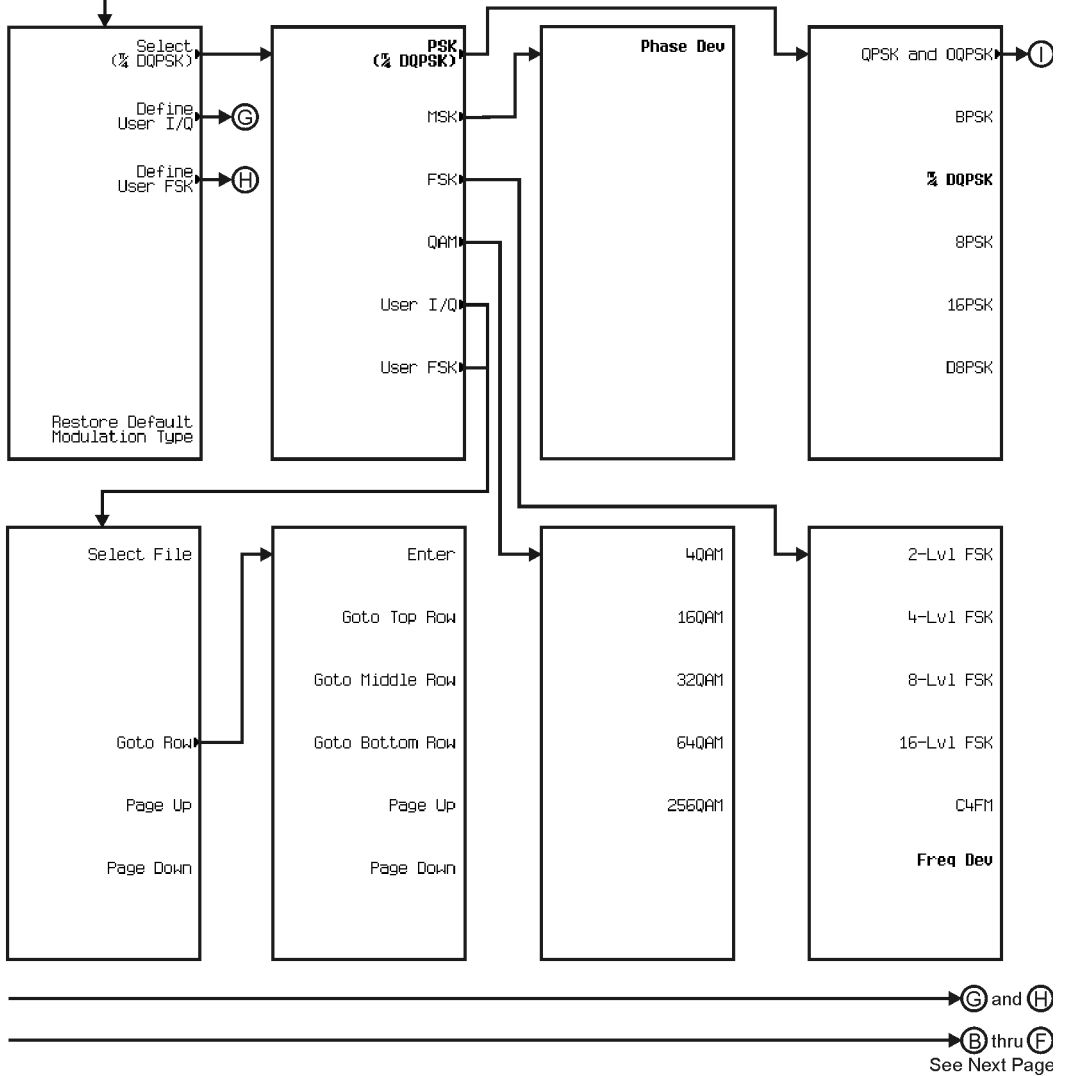 Select
(π/4 DQPSK)
Define
User I/Q
G
Define
User FSK
H
Restore Default
Modulation Type
PSK
(π/4 DQPSK)
MSK
FSK
QAM
User I/Q
User FSK
Phase Dev
QPSK and OQPSK
I
BPSK
π/4 DQPSK
8PSK
16PSK
D8PSK
Select File
Goto Row
Page Up
Page Down
Enter
Goto Top Row
Goto Middle Row
Goto Bottom Row
Page Up
Page Down
4QAM
16QAM
32QAM
64QAM
256QAM
2-Lvl FSK
4-Lvl FSK
8-Lvl FSK
16-Lvl FSK
C4FM
Freq Dev
G and H
B thru F
See Next Page